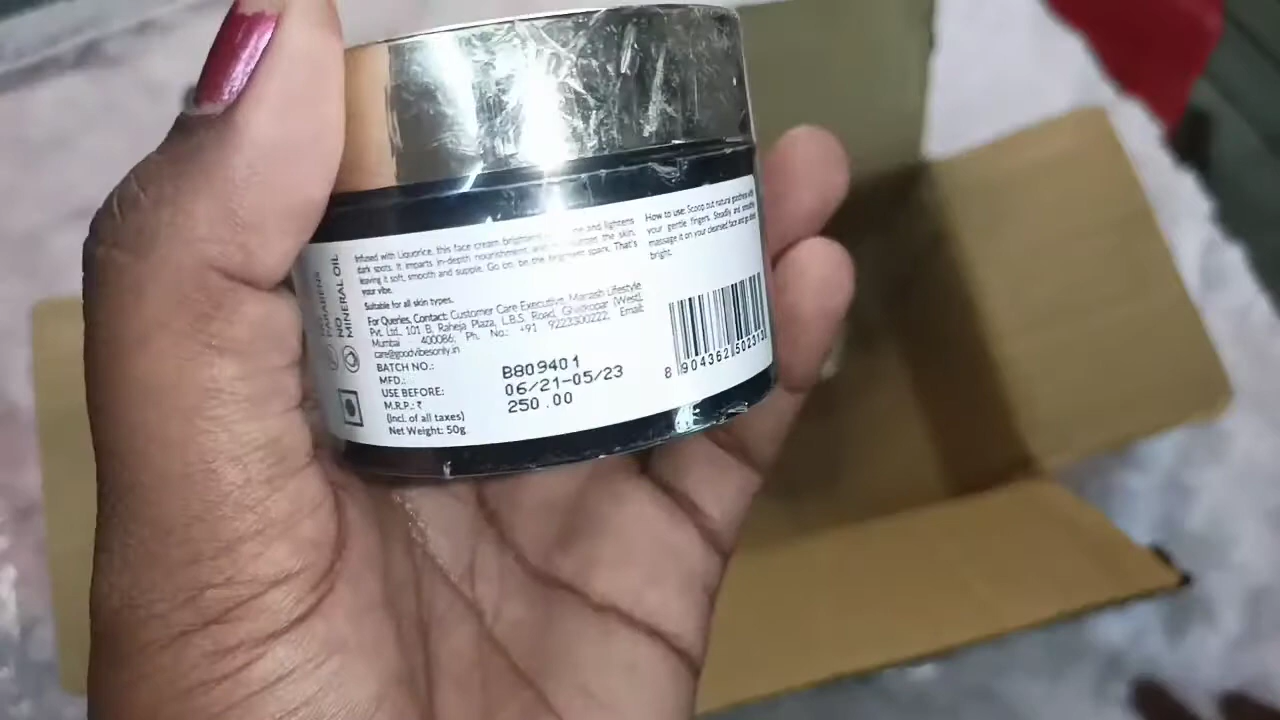 Infused with Liquorice, this face cream and lightens
dark spots. It imparts in-depth nourishment the skin,
leaving it soft, smooth and supple. Go on, be the brightest spark. That's
your vibe.
Suitable for all skin types.
For Queries, Contact: Customer Care Executive, Manash Lifestyle
Pvt. Ltd., 101 B, Raheja Plaza, L.B.S. Road, Ghatkopar (West),
Mumbai 400086; Ph. No.: +91 9223300222; Email:
care@goodvibesonly.in
BATCH NO.: B809401
MFD.:
USE BEFORE: 06/21-05/23
M.R.P.: ₹ 250.00
(Incl. of all taxes)
Net Weight: 50g
PARABENS
NO
MINERAL OIL
How to use: Scoop out natural goodness with
your gentle fingers. Steadily and smoothly
massage it on your cleansed face and go
bright.
8 904362 502313